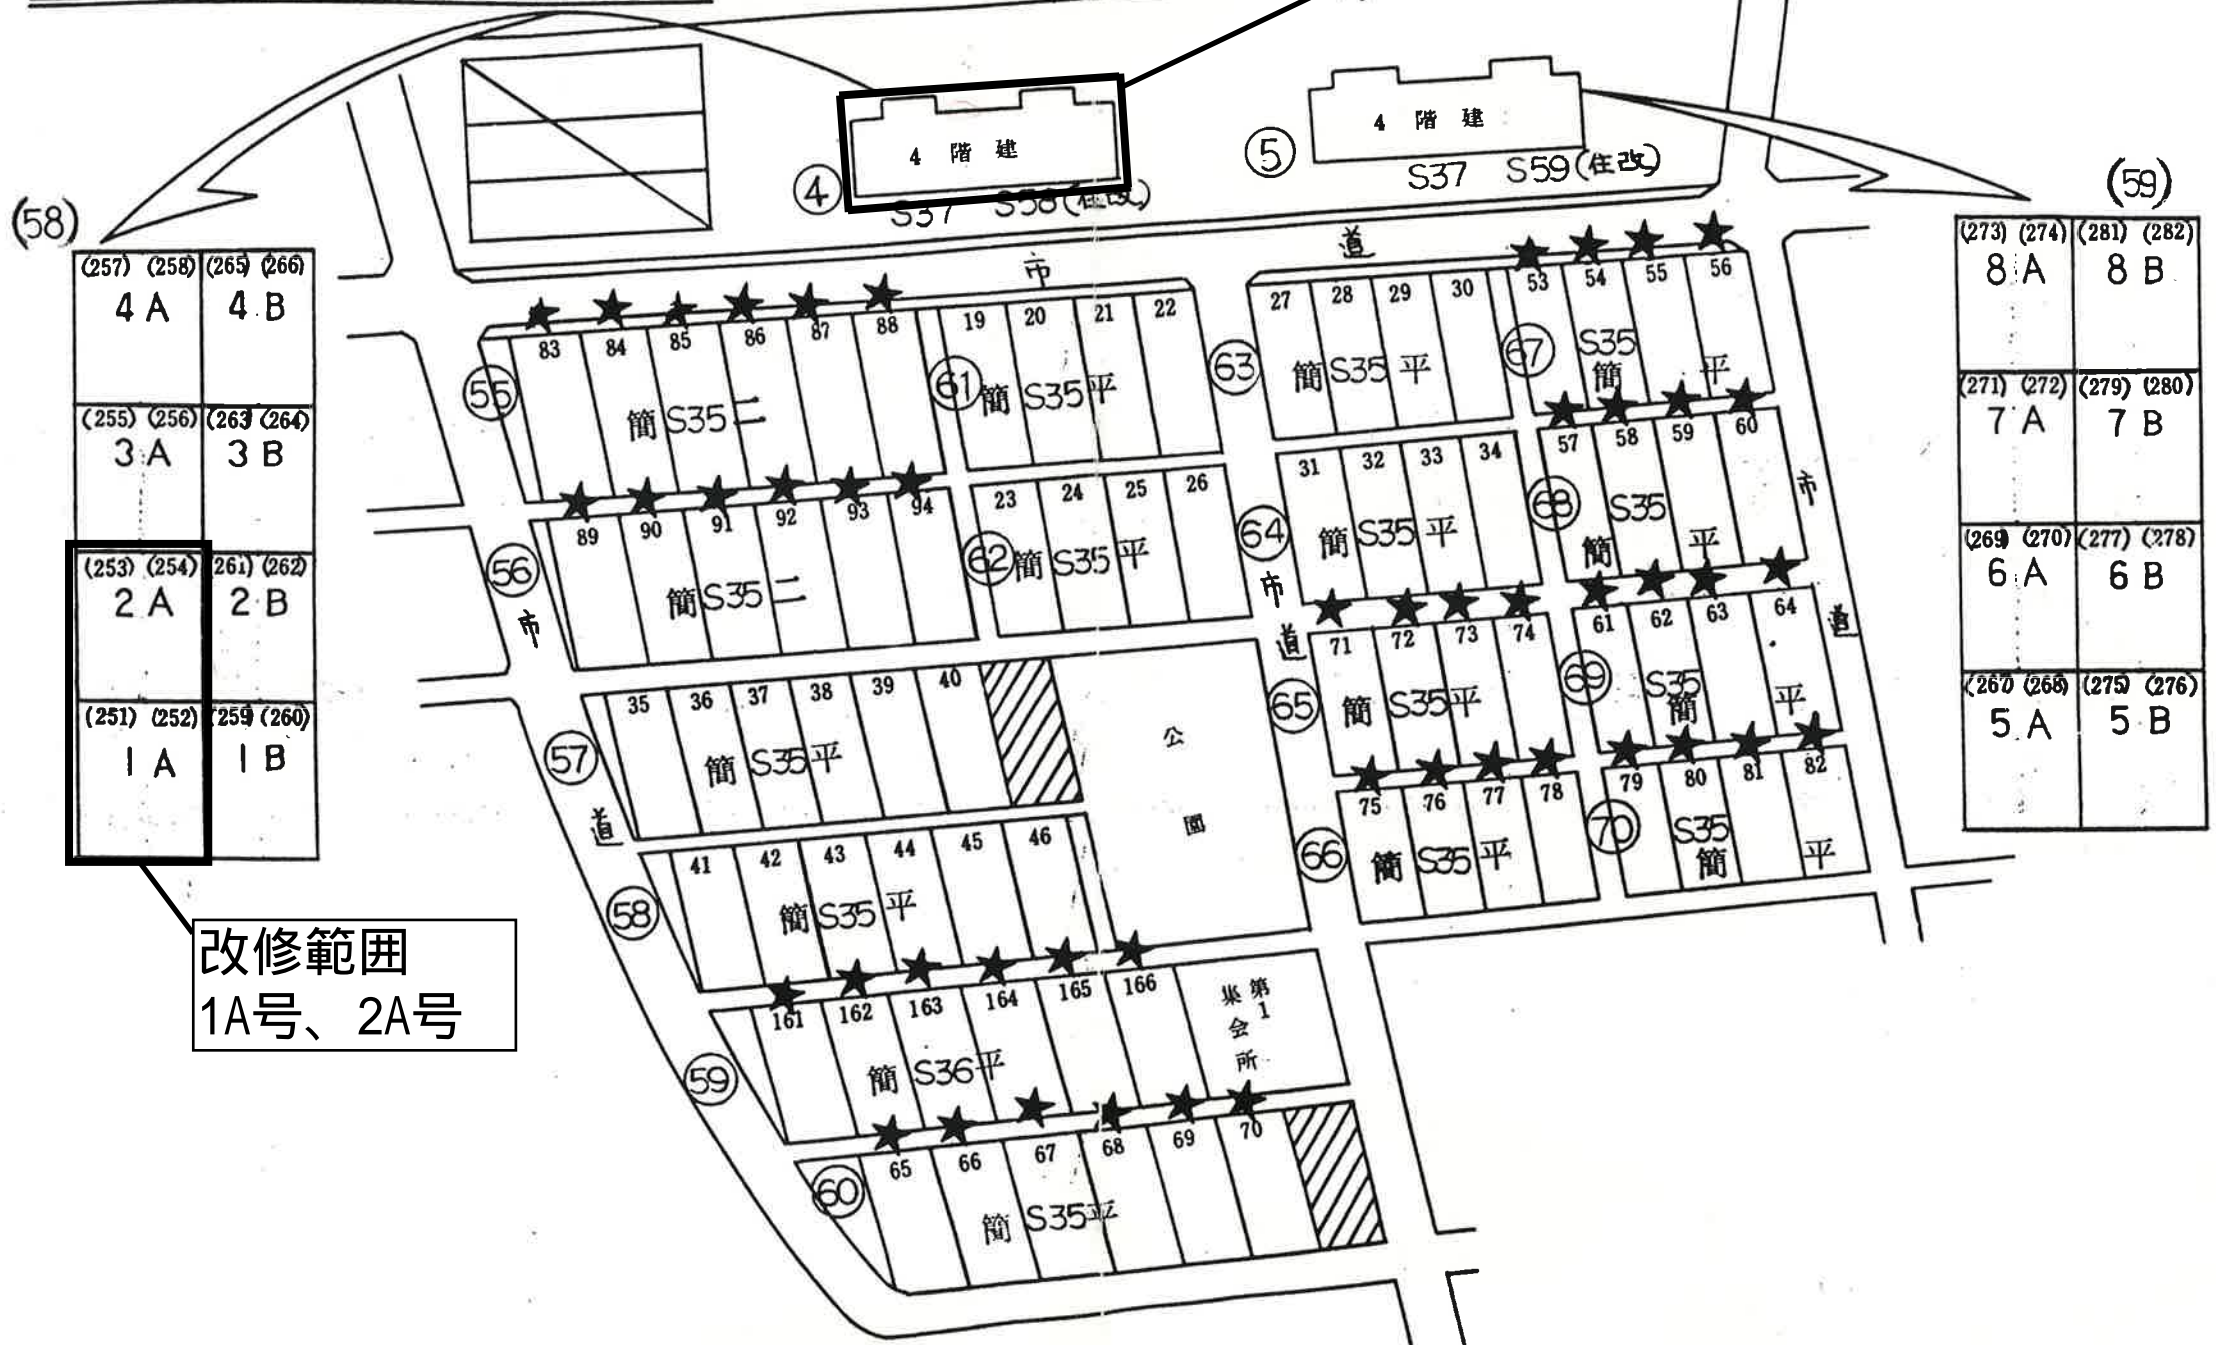 4 階 建
④
S37 S58(住改)
4 階 建
⑤
S37 S59(住改)
(58)
(257) (258) (265) (266)
4 A 4 B
(255) (256) (263) (264)
3 A 3 B
(253) (254) (261) (262)
2 A 2 B
(251) (252) (259) (260)
1 A 1 B
改修範囲
1A号、2A号
(59)
(273) (274) (281) (282)
8 A 8 B
(271) (272) (279) (280)
7 A 7 B
(269) (270) (277) (278)
6 A 6 B
(267) (268) (275) (276)
5 A 5 B
市 道
83 84 85 86 87 88
55
簡 S35 二
19 20 21 22
61
簡 S35 平
27 28 29 30
63
簡 S35 平
53 54 55 56
67
S35
簡 平
89 90 91 92 93 94
56
簡 S35 二
23 24 25 26
62
簡 S35 平
31 32 33 34
64
簡 S35 平
57 58 59 60
68
S35
簡 平
市 道
市 道
市 道
35 36 37 38 39 40
57
簡 S35 平
公 園
71 72 73 74
65
簡 S35 平
61 62 63 64
69
S35
簡 平
41 42 43 44 45 46
58
簡 S35 平
75 76 77 78
66
簡 S35 平
79 80 81 82
70
S35
簡 平
161 162 163 164 165 166
59
簡 S36 平
第1
集会所
65 66 67 68 69 70
60
簡 S35 平